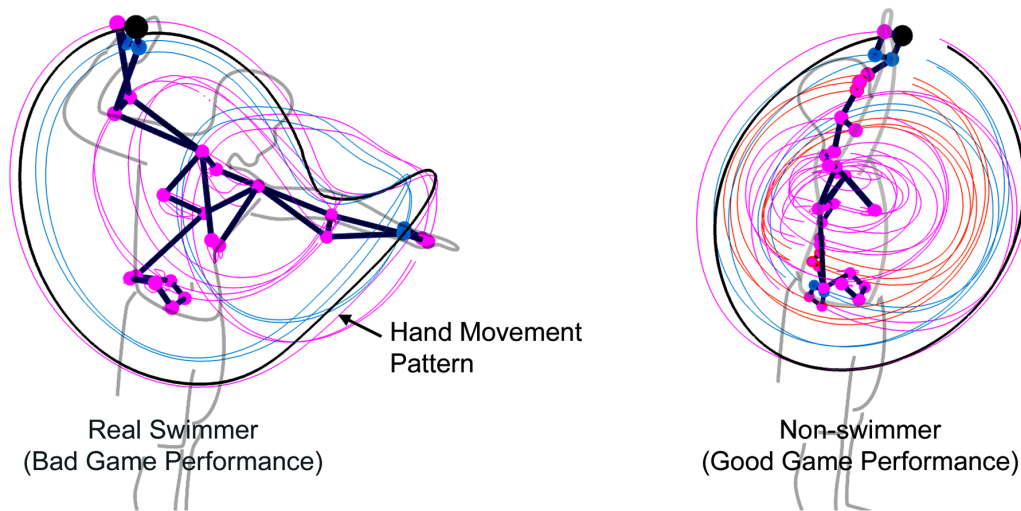 Hand Movement
Pattern
Real Swimmer
(Bad Game Performance)
Non-swimmer
(Good Game Performance)